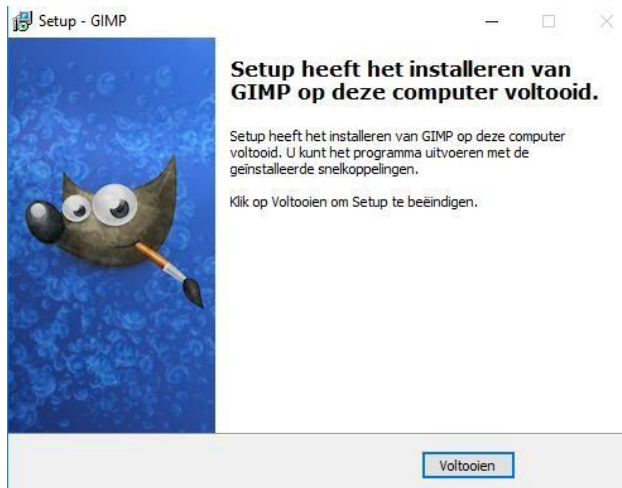 Setup - GIMP
Setup heeft het installeren van
GIMP op deze computer voltooid.
Setup heeft het installeren van GIMP op deze computer
voltooid. U kunt het programma uitvoeren met de
geïnstalleerde snelkoppelingen.
Klik op Voltooien om Setup te beëindigen.
Voltooien